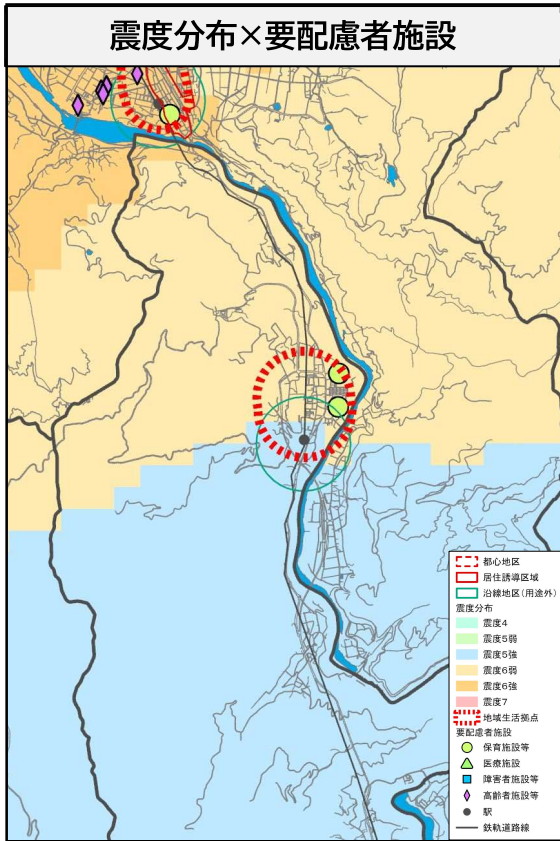 震度分布×要配慮者施設
都心地区
居住誘導区域
沿線地区(用途外)
震度分布
震度4
震度5弱
震度5強
震度6弱
震度6強
震度7
地域生活拠点
要配慮者施設
保育施設等
医療施設
障害者施設等
高齢者施設等
駅
鉄軌道路線